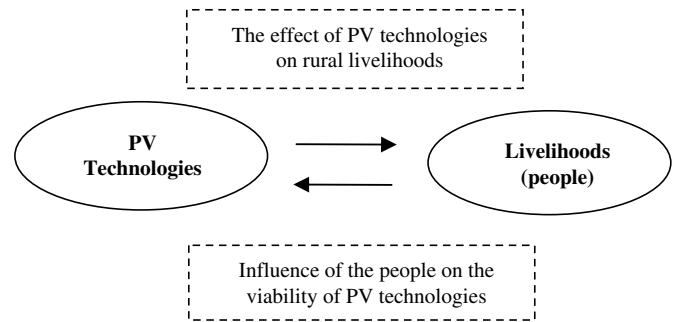 The effect of PV technologies
on rural livelihoods
PV
Technologies
Livelihoods
(people)
Influence of the people on the
viability of PV technologies